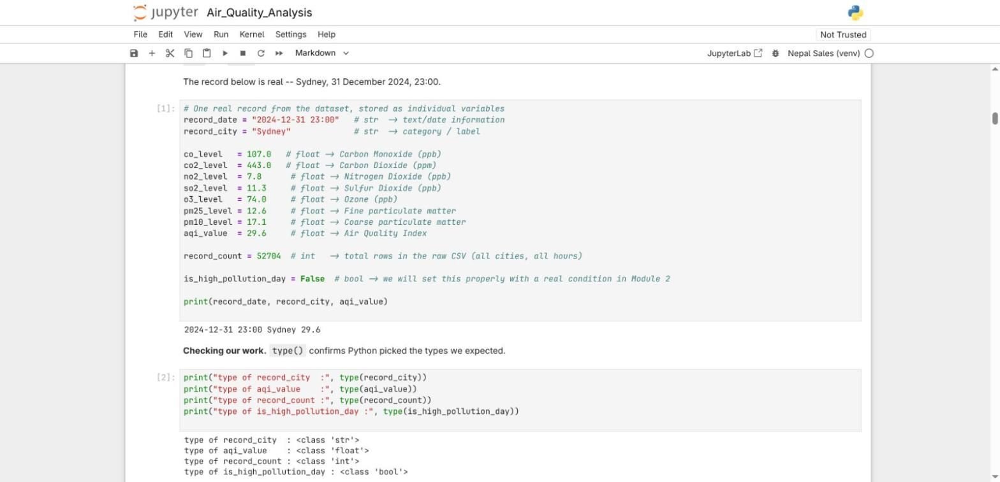 jupyter Air_Quality_Analysis
File Edit View Run Kernel Settings Help Not Trusted
Markdown JupyterLab Nepal Sales (venv)
The record below is real -- Sydney, 31 December 2024, 23:00.
[1]: # One real record from the dataset, stored as individual variables
record_date = "2024-12-31 23:00"   # str  → text/date information
record_city = "Sydney"             # str  → category / label
co_level   = 107.0   # float → Carbon Monoxide (ppb)
co2_level  = 443.0   # float → Carbon Dioxide (ppm)
no2_level  = 7.8      # float → Nitrogen Dioxide (ppb)
so2_level  = 11.3     # float → Sulfur Dioxide (ppb)
o3_level   = 74.0     # float → Ozone (ppb)
pm25_level = 12.6     # float → Fine particulate matter
pm10_level = 17.1     # float → Coarse particulate matter
aqi_value  = 29.6     # float → Air Quality Index
record_count = 52704  # int   → total rows in the raw CSV (all cities, all hours)
is_high_pollution_day = False  # bool → we will set this properly with a real condition in Module 2
print(record_date, record_city, aqi_value)
2024-12-31 23:00 Sydney 29.6
Checking our work. type() confirms Python picked the types we expected.
[2]: print("type of record_city  :", type(record_city))
print("type of aqi_value    :", type(aqi_value))
print("type of record_count :", type(record_count))
print("type of is_high_pollution_day :", type(is_high_pollution_day))
type of record_city  : <class 'str'>
type of aqi_value    : <class 'float'>
type of record_count : <class 'int'>
type of is_high_pollution_day : <class 'bool'>